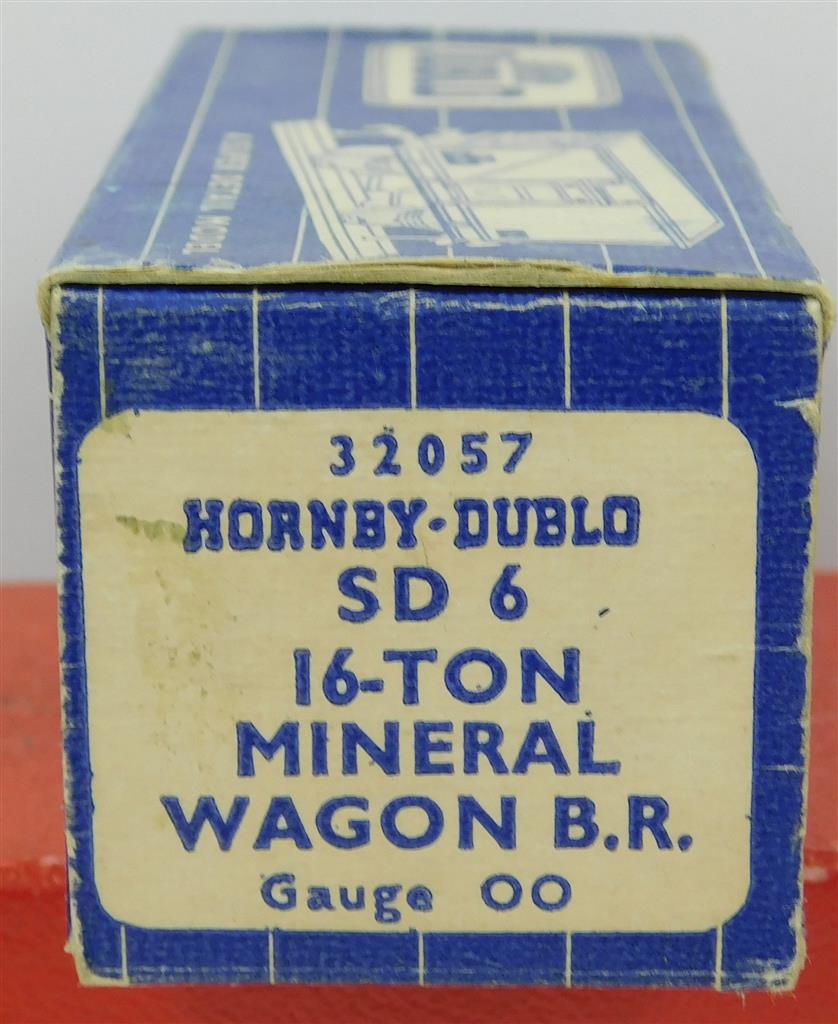 32057
HORNBY-DUBLO
SD 6
16-TON
MINERAL
WAGON B.R.
Gauge OO